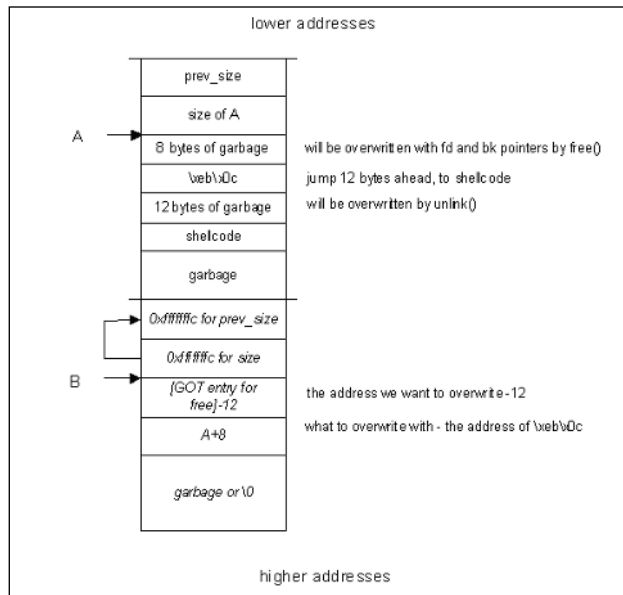 lower addresses
prev_size
size of A
A
8 bytes of garbage
will be overwritten with fd and bk pointers by free()
\xeb\x0c
jump 12 bytes ahead, to shellcode
12 bytes of garbage
will be overwritten by unlink()
shellcode
garbage
0xfffffffc for prev_size
0xfffffffc for size
B
[GOT entry for
free]-12
the address we want to overwrite -12
A+8
what to overwrite with - the address of \xeb\x0c
garbage or \0
higher addresses